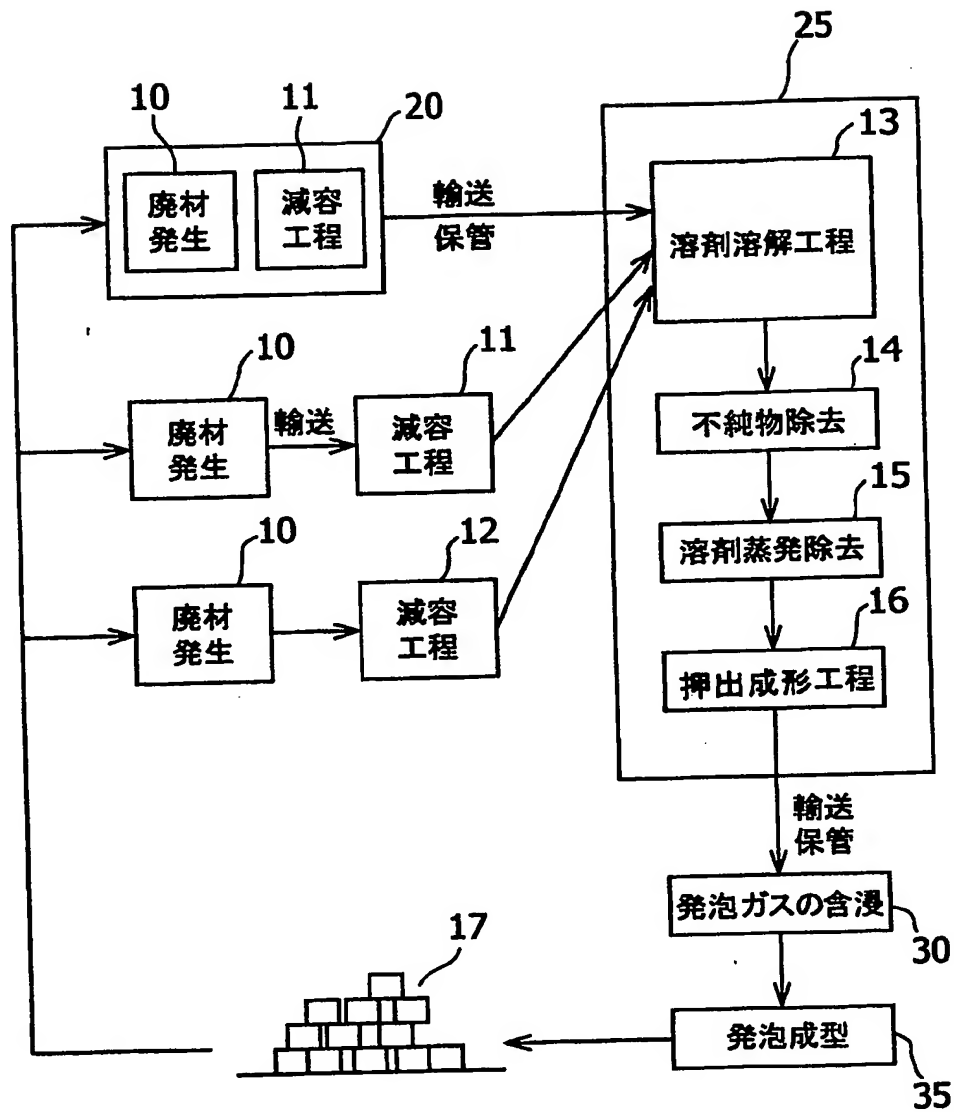 25
10
11
20
13
廃材
発生
減容
工程
輸送
保管
溶剤溶解工程
10
11
14
廃材
発生
輸送
減容
工程
不純物除去
10
12
15
廃材
発生
減容
工程
溶剤蒸発除去
16
押出成形工程
輸送
保管
発泡ガスの含浸
30
17
発泡成型
35